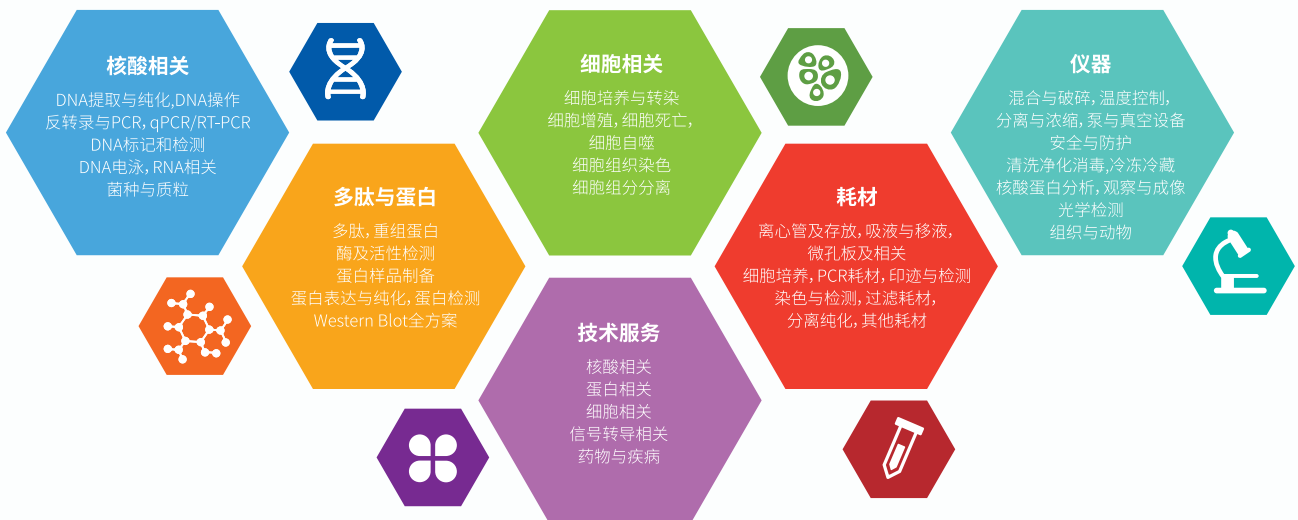 核酸相关
DNA提取与纯化,DNA操作
反转录与PCR, qPCR/RT-PCR
DNA标记和检测
DNA电泳, RNA相关
菌种与质粒
多肽与蛋白
多肽, 重组蛋白
酶及活性检测
蛋白样品制备
蛋白表达与纯化, 蛋白检测
Western Blot全方案
细胞相关
细胞培养与转染
细胞增殖, 细胞死亡,
细胞自噬
细胞组织染色
细胞组分分离
技术服务
核酸相关
蛋白相关
细胞相关
信号转导相关
药物与疾病
耗材
离心管及存放, 吸液与移液,
微孔板及相关
细胞培养, PCR耗材, 印迹与检测
染色与检测, 过滤耗材,
分离纯化, 其他耗材
仪器
混合与破碎, 温度控制,
分离与浓缩, 泵与真空设备
安全与防护
清洗净化消毒,冷冻冷藏
核酸蛋白分析, 观察与成像
光学检测
组织与动物